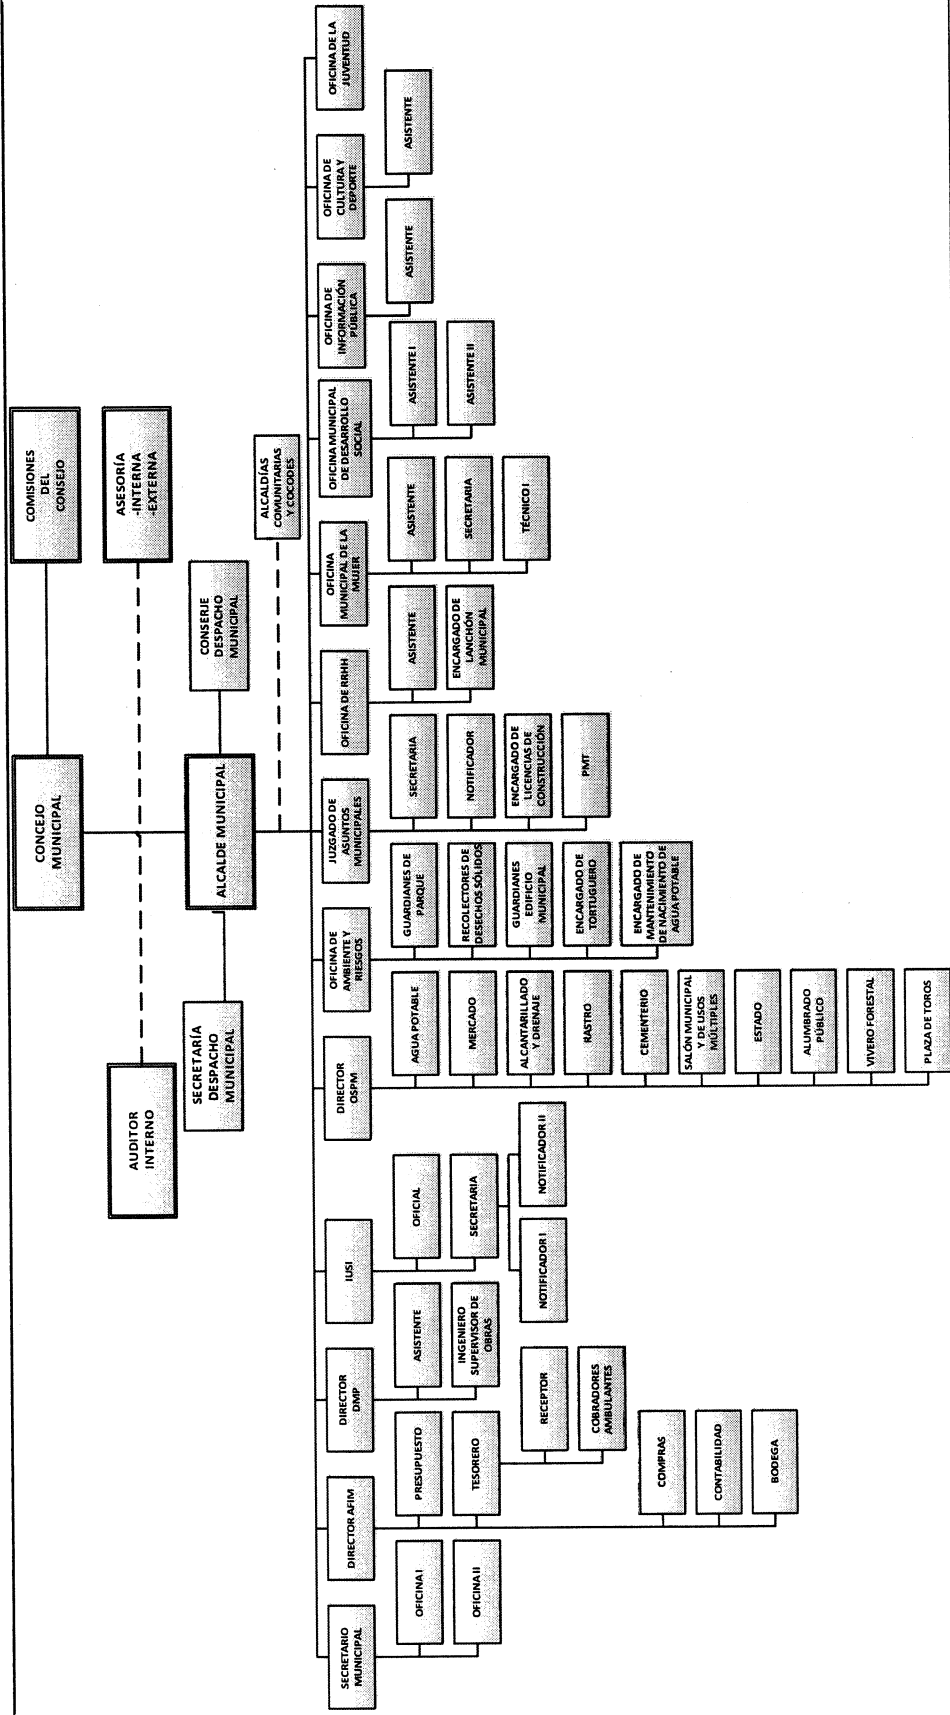 CONCEJO
MUNICIPAL
COMISIONES
DEL
CONSEJO
AUDITOR
INTERNO
ASESORÍA
-INTERNA
-EXTERNA
SECRETARÍA
DESPACHO
MUNICIPAL
ALCALDE MUNICIPAL
CONSERJE
DESPACHO
MUNICIPAL
ALCALDÍAS
COMUNITARIAS
Y COCODES
SECRETARIO
MUNICIPAL
OFICINA I
OFICINA II
DIRECTOR AFIM
PRESUPUESTO
TESORERO
RECEPTOR
COBRADORES
AMBULANTES
COMPRAS
CONTABILIDAD
BODEGA
DIRECTOR
DMP
ASISTENTE
INGENIERO
SUPERVISOR DE
OBRAS
IUSI
OFICIAL
SECRETARIA
NOTIFICADOR I
NOTIFICADOR II
DIRECTOR
OSPM
AGUA POTABLE
MERCADO
ALCANTARILLADO
Y DRENAJE
RASTRO
CEMENTERIO
SALÓN MUNICIPAL
Y DE USOS
MÚLTIPLES
ESTADO
ALUMBRADO
PÚBLICO
VIVERO FORESTAL
PLAZA DE TOROS
OFICINA DE
AMBIENTE Y
RIESGOS
GUARDIANES DE
PARQUE
RECOLECTORES DE
DESECHOS SÓLIDOS
GUARDIANES
EDIFICIO
MUNICIPAL
ENCARGADO DE
TORTUGUERO
ENCARGADO DE
MANTENIMIENTO
DE NACIMIENTO DE
AGUA POTABLE
JUZGADO DE
ASUNTOS
MUNICIPALES
SECRETARIA
NOTIFICADOR
ENCARGADO DE
LICENCIAS DE
CONSTRUCCIÓN
PMT
OFICINA DE RRHH
ASISTENTE
ENCARGADO DE
LANCHÓN
MUNICIPAL
OFICINA
MUNICIPAL DE LA
MUJER
ASISTENTE
SECRETARIA
TÉCNICO I
OFICINA MUNICIPAL
DE DESARROLLO
SOCIAL
ASISTENTE I
ASISTENTE II
OFICINA DE
INFORMACIÓN
PÚBLICA
ASISTENTE
OFICINA DE
CULTURA Y
DEPORTE
ASISTENTE
OFICINA DE LA
JUVENTUD